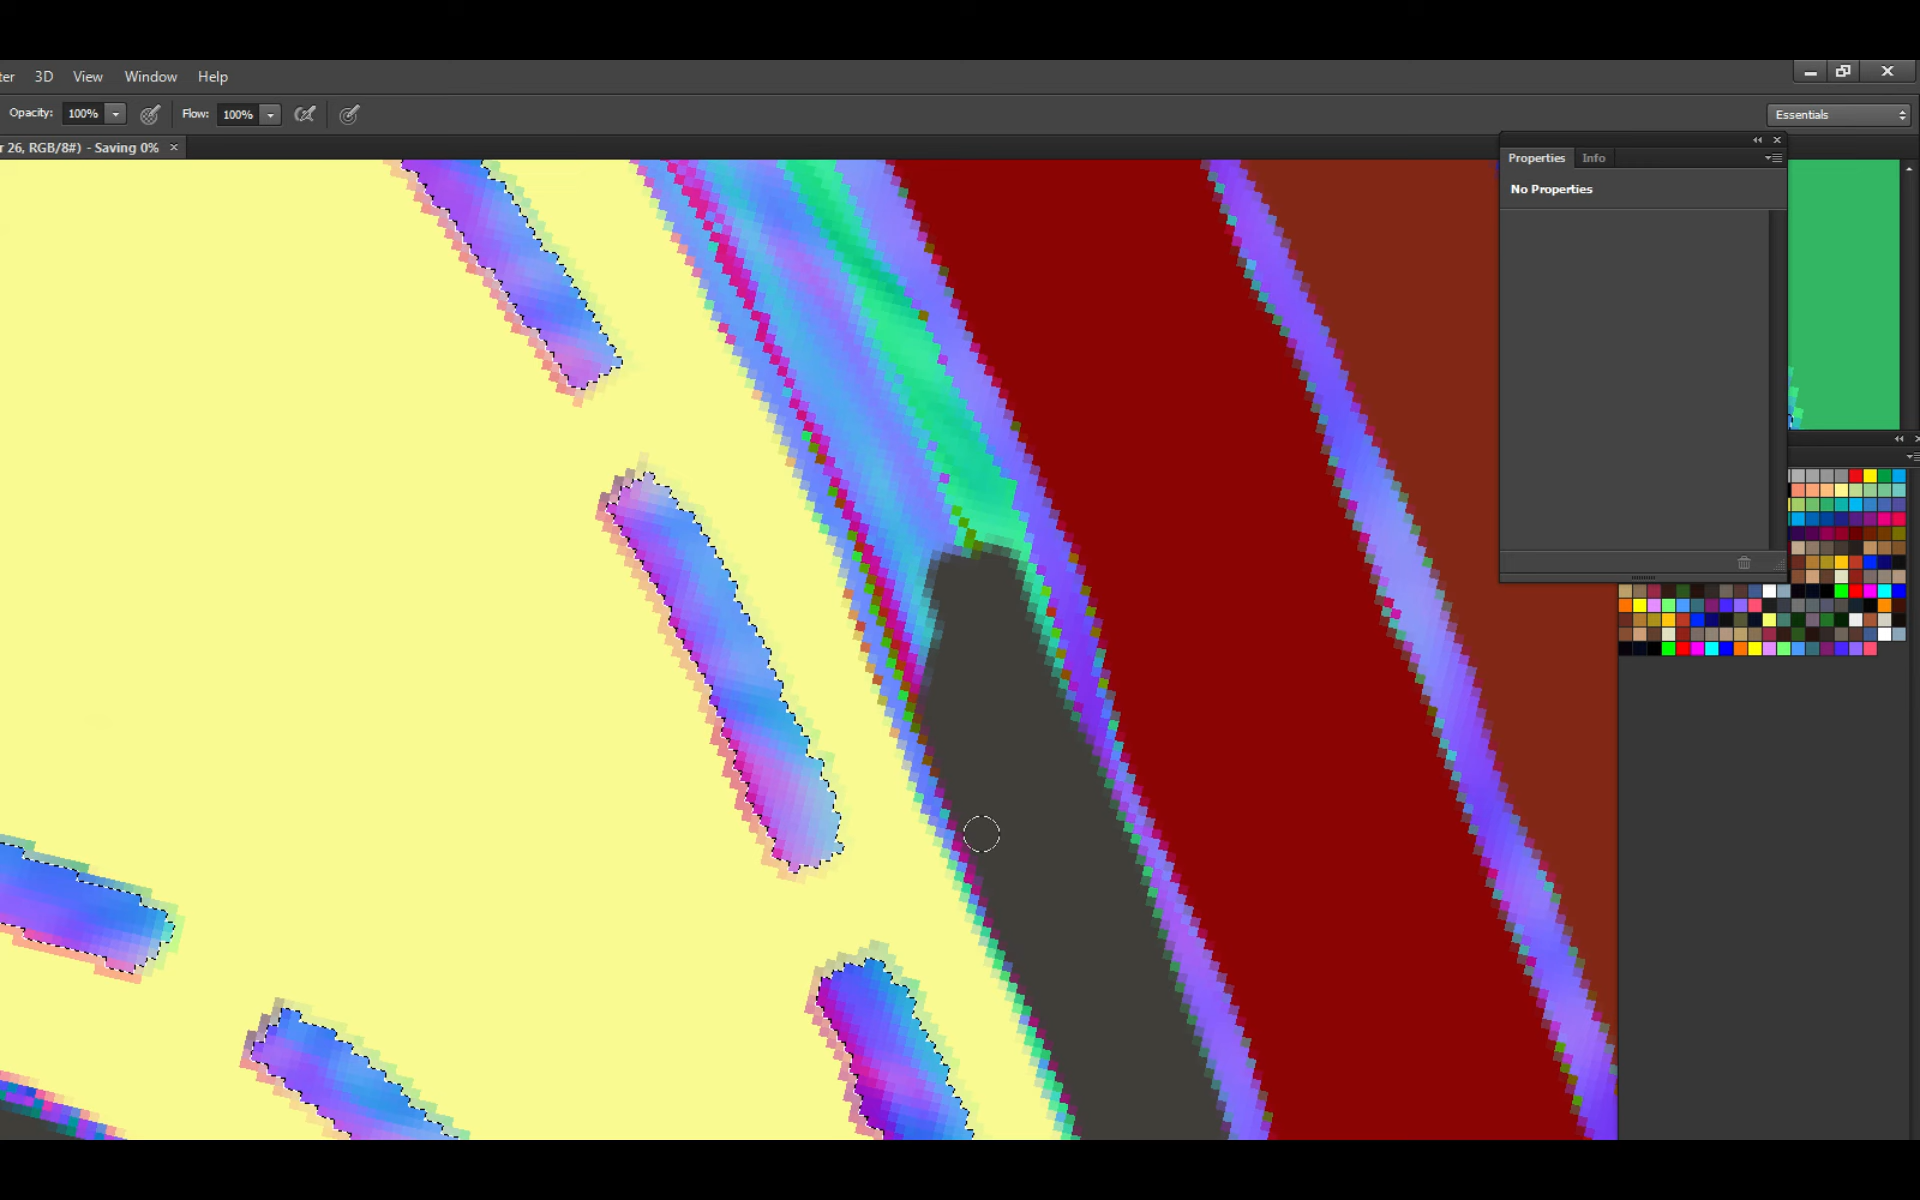 ter 3D View Window Help
Opacity: 100% Flow: 100% Essentials
r 26, RGB/8#) - Saving 0% ×
Properties Info
No Properties